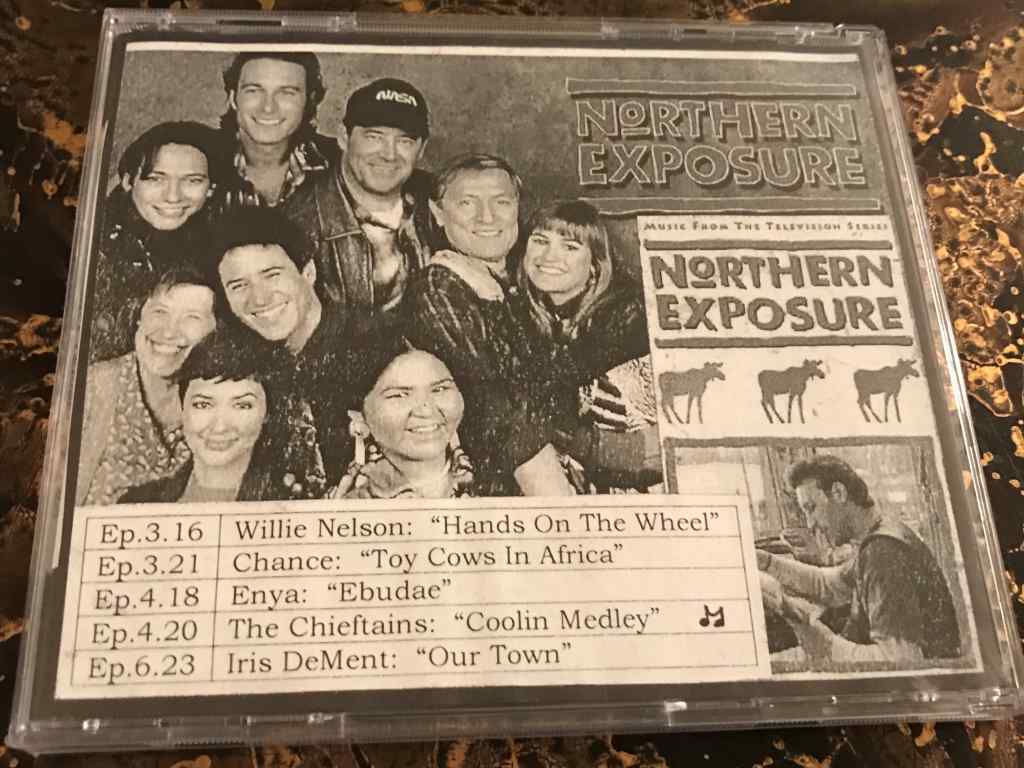 NASA
NORTHERN
EXPOSURE
MUSIC FROM THE TELEVISION SERIES
NORTHERN
EXPOSURE
Ep.3.16 Willie Nelson: “Hands On The Wheel”
Ep.3.21 Chance: “Toy Cows In Africa”
Ep.4.18 Enya: “Ebudae”
Ep.4.20 The Chieftains: “Coolin Medley”
Ep.6.23 Iris DeMent: “Our Town”